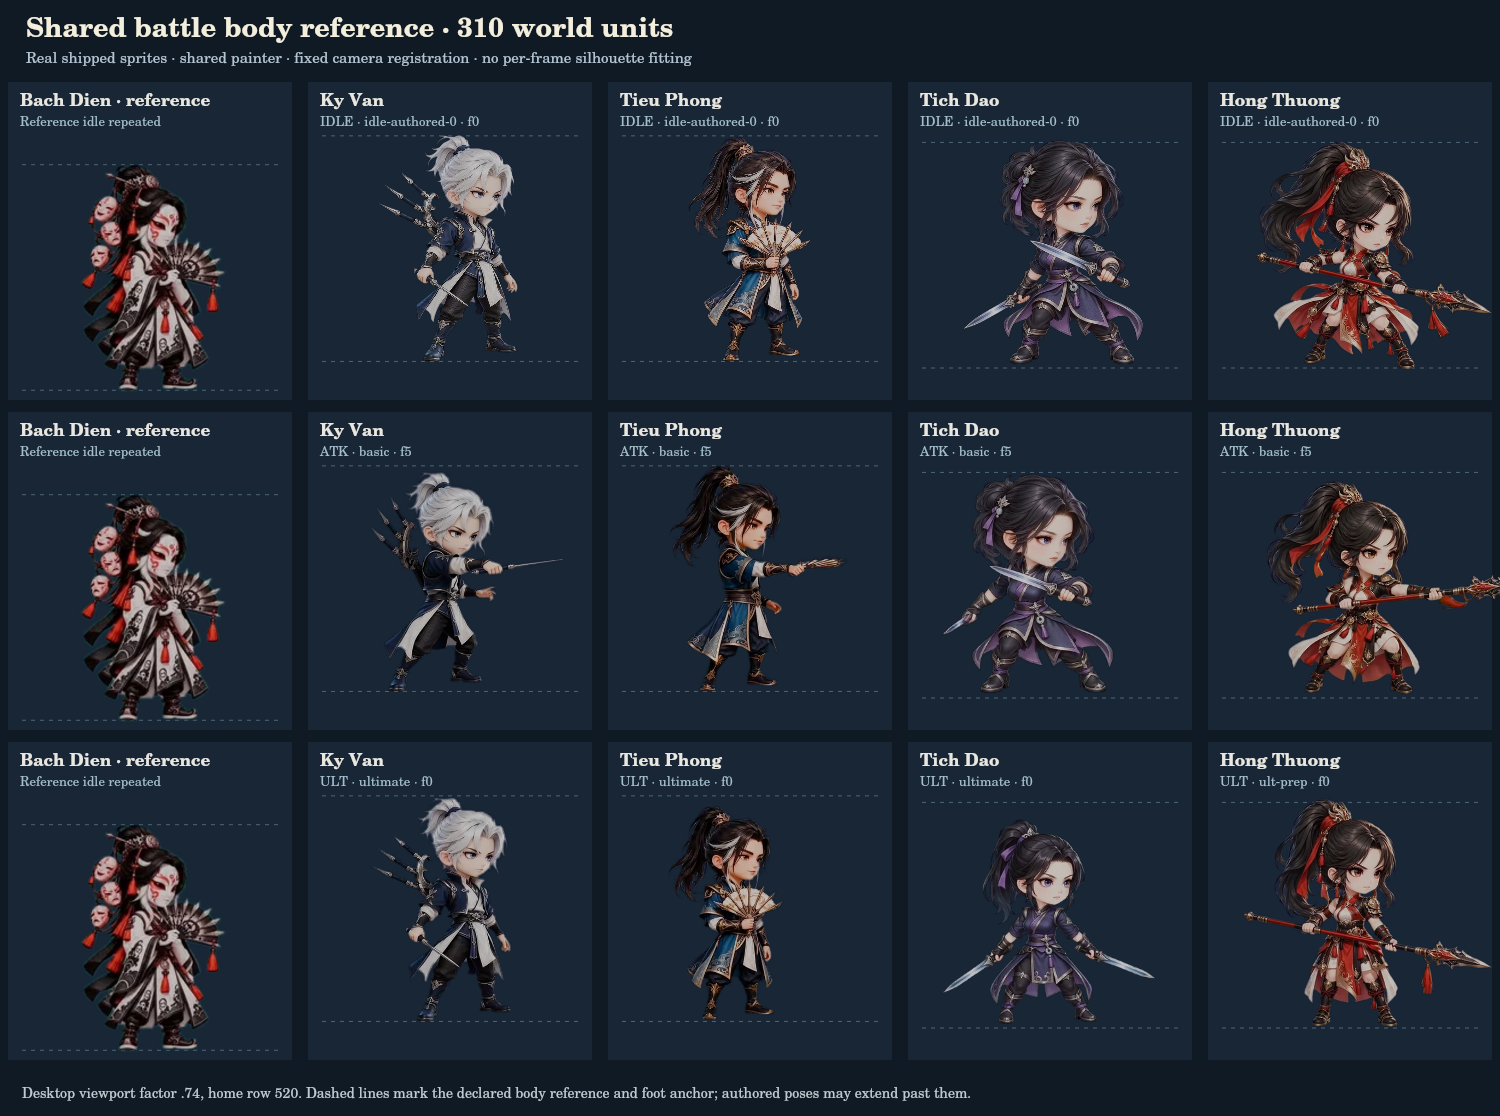 Shared battle body reference · 310 world units
Real shipped sprites · shared painter · fixed camera registration · no per-frame silhouette fitting
Bach Dien · reference
Reference idle repeated
Ky Van
IDLE · idle-authored-0 · f0
Tieu Phong
IDLE · idle-authored-0 · f0
Tich Dao
IDLE · idle-authored-0 · f0
Hong Thuong
IDLE · idle-authored-0 · f0
Bach Dien · reference
Reference idle repeated
Ky Van
ATK · basic · f5
Tieu Phong
ATK · basic · f5
Tich Dao
ATK · basic · f5
Hong Thuong
ATK · basic · f5
Bach Dien · reference
Reference idle repeated
Ky Van
ULT · ultimate · f0
Tieu Phong
ULT · ultimate · f0
Tich Dao
ULT · ultimate · f0
Hong Thuong
ULT · ult-prep · f0
Desktop viewport factor .74, home row 520. Dashed lines mark the declared body reference and foot anchor; authored poses may extend past them.